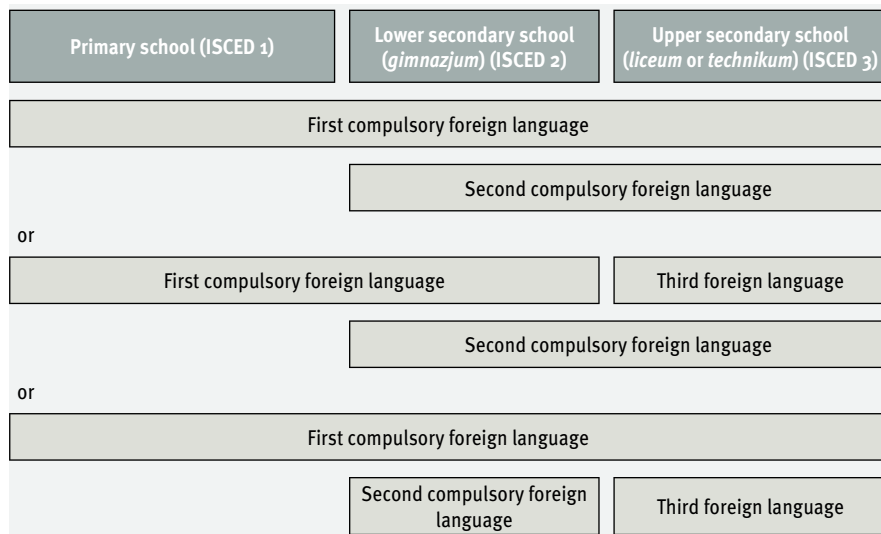 Primary school (ISCED 1)
Lower secondary school
(gimnazjum) (ISCED 2)
Upper secondary school
(liceum or technikum) (ISCED 3)
First compulsory foreign language
Second compulsory foreign language
or
First compulsory foreign language
Third foreign language
Second compulsory foreign language
or
First compulsory foreign language
Second compulsory foreign
language
Third foreign language